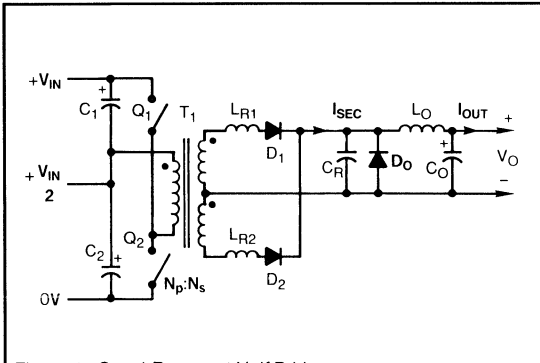 +V_IN
C_1
+
Q_1
T_1
L_R1
D_1
I_SEC
L_O
I_OUT
+
+V_IN
2
C_R
D_O
+
C_O
V_O
−
C_2
+
Q_2
L_R2
D_2
0V
N_p:N_s